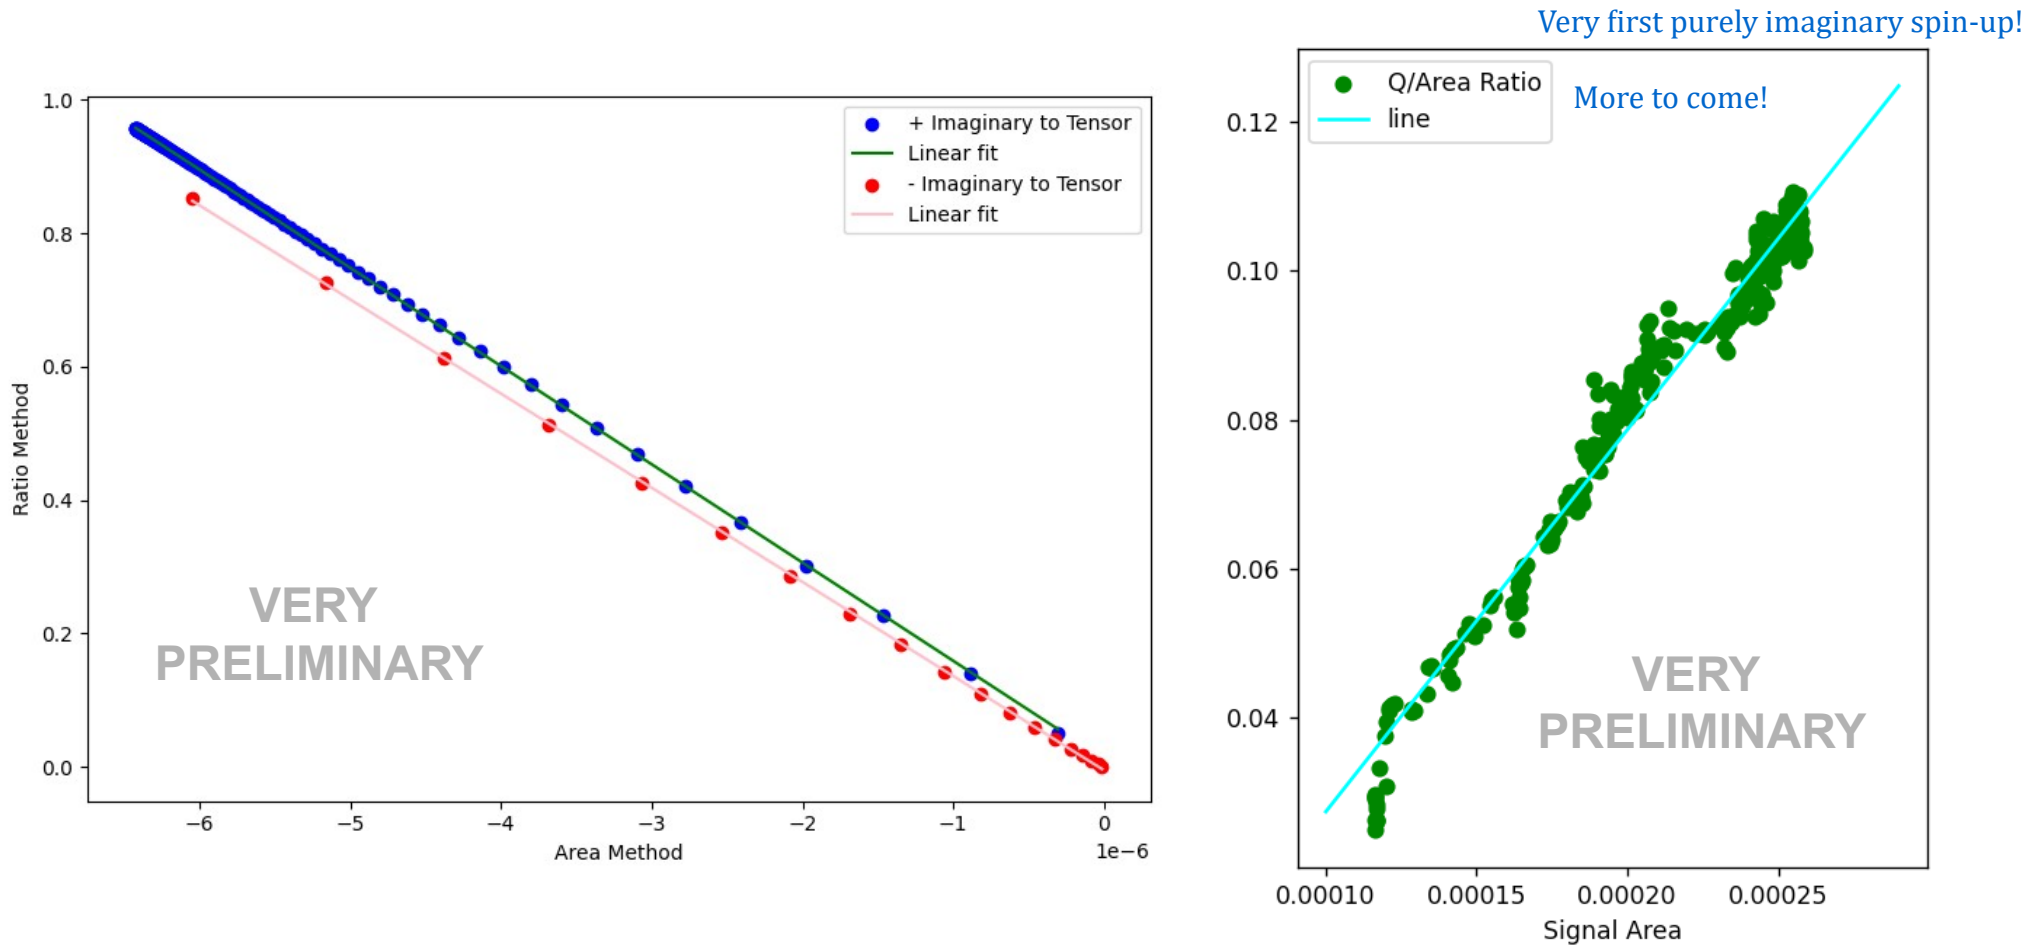 Very first purely imaginary spin-up!
More to come!
1.0
0.8
0.6
0.4
0.2
0.0
Ratio Method
+ Imaginary to Tensor
Linear fit
- Imaginary to Tensor
Linear fit
VERY
PRELIMINARY
−6
−5
−4
−3
−2
−1
0
1e−6
Area Method
Q/Area Ratio
line
0.12
0.10
0.08
0.06
0.04
VERY
PRELIMINARY
0.00010
0.00015
0.00020
0.00025
Signal Area